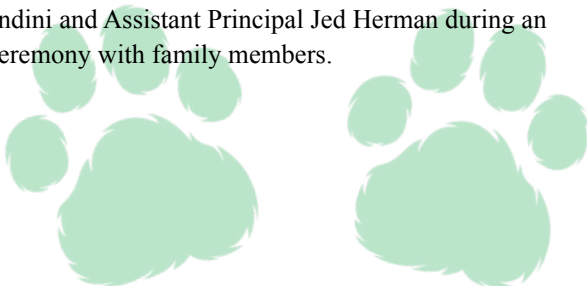 ndini and Assistant Principal Jed Herman during an
eremony with family members.